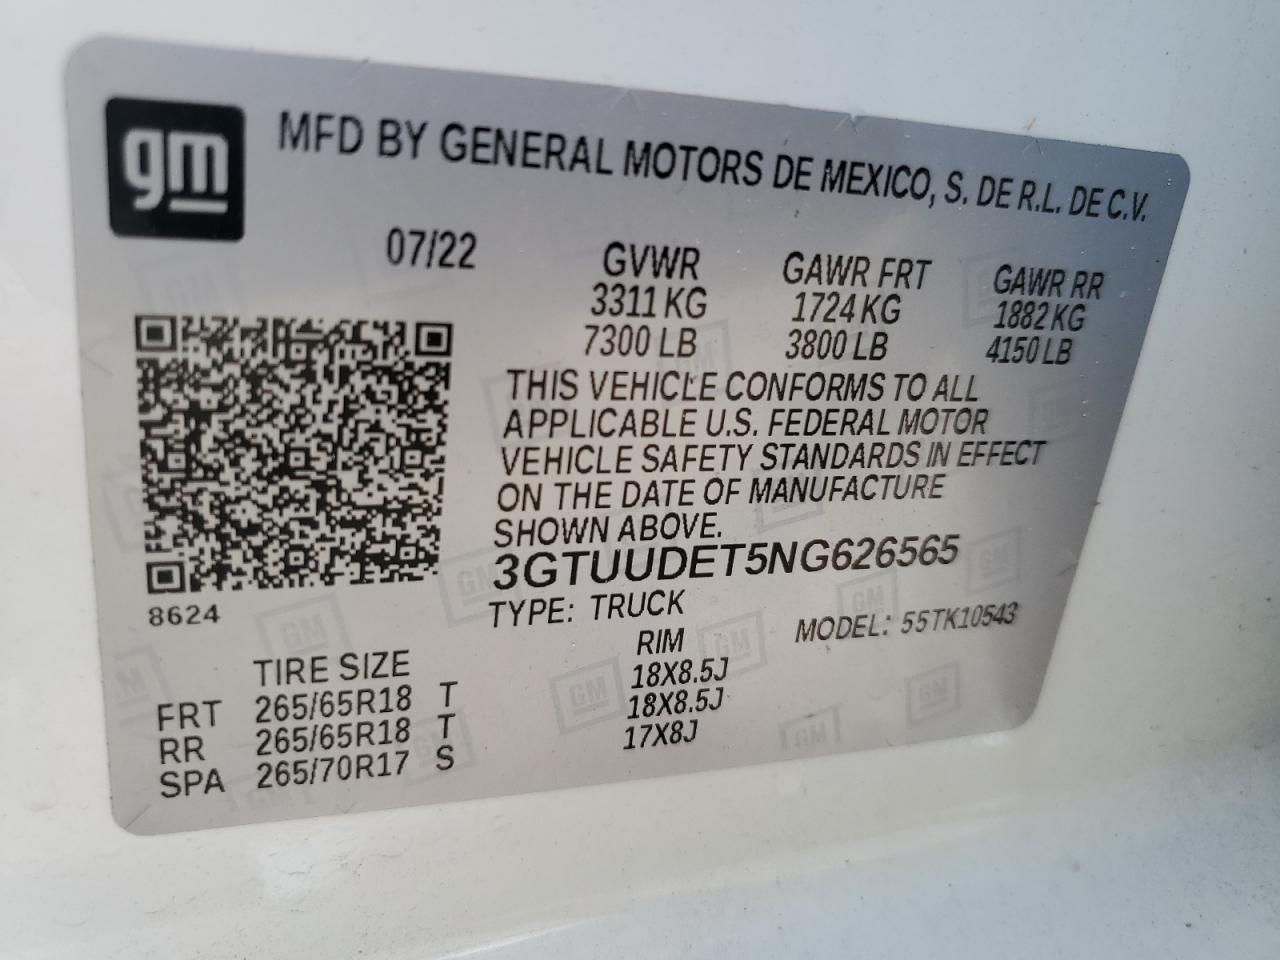 gm
MFD BY GENERAL MOTORS DE MEXICO, S. DE R.L. DE C.V.
07/22 GVWR GAWR FRT GAWR RR
3311 KG 1724 KG 1882 KG
7300 LB 3800 LB 4150 LB
THIS VEHICLE CONFORMS TO ALL
APPLICABLE U.S. FEDERAL MOTOR
VEHICLE SAFETY STANDARDS IN EFFECT
ON THE DATE OF MANUFACTURE
SHOWN ABOVE.
3GTUUDET5NG626565
8624
TYPE: TRUCK MODEL: 55TK10543
TIRE SIZE RIM
FRT 265/65R18 T 18X8.5J
RR 265/65R18 T 18X8.5J
SPA 265/70R17 S 17X8J